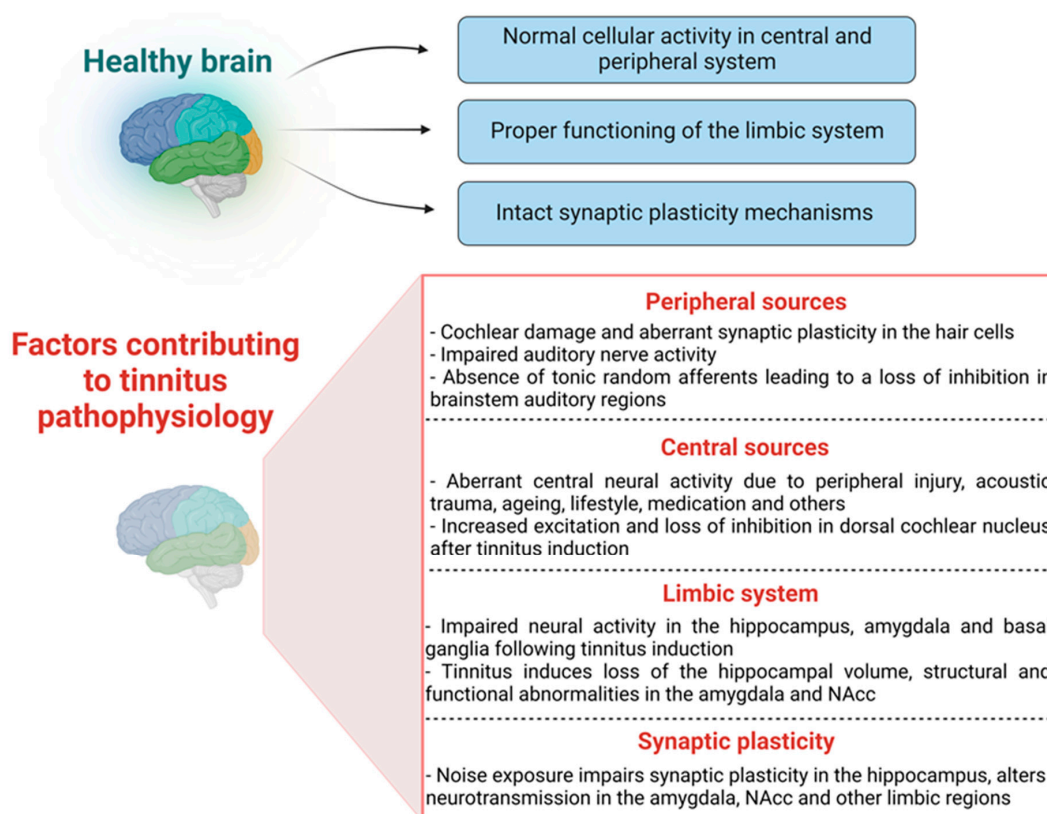 Healthy brain
Normal cellular activity in central and
peripheral system
Proper functioning of the limbic system
Intact synaptic plasticity mechanisms
Factors contributing
to tinnitus
pathophysiology
Peripheral sources
- Cochlear damage and aberrant synaptic plasticity in the hair cells
- Impaired auditory nerve activity
- Absence of tonic random afferents leading to a loss of inhibition in
brainstem auditory regions
Central sources
- Aberrant central neural activity due to peripheral injury, acoustic
trauma, ageing, lifestyle, medication and others
- Increased excitation and loss of inhibition in dorsal cochlear nucleus
after tinnitus induction
Limbic system
- Impaired neural activity in the hippocampus, amygdala and basa
ganglia following tinnitus induction
- Tinnitus induces loss of the hippocampal volume, structural and
functional abnormalities in the amygdala and NAcc
Synaptic plasticity
- Noise exposure impairs synaptic plasticity in the hippocampus, alters
neurotransmission in the amygdala, NAcc and other limbic regions